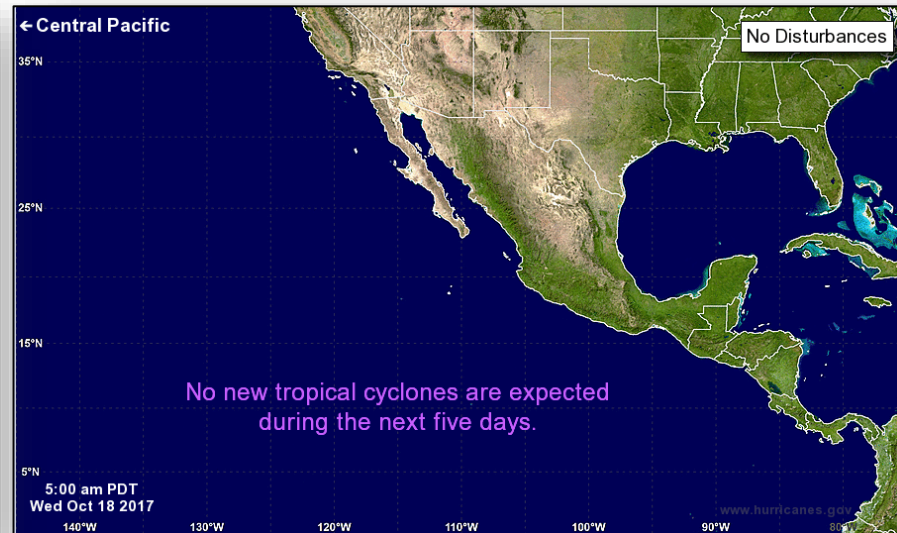 ← Central Pacific
No Disturbances
35°N
25°N
15°N
No new tropical cyclones are expected
during the next five days.
5°N
5:00 am PDT
Wed Oct 18 2017
www.hurricanes.gov
140°W 130°W 120°W 110°W 100°W 90°W 80°W